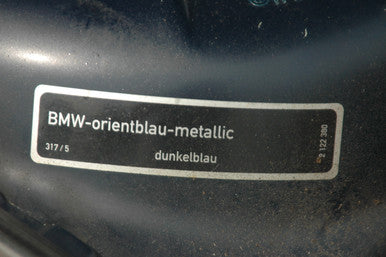 BMW-orientblau-metallic
317/5
dunkelblau
2 122 380